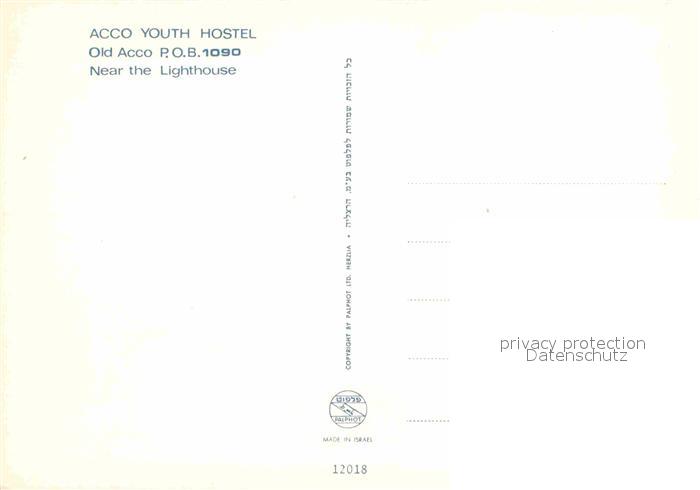 ACCO YOUTH HOSTEL
Old Acco P.O.B. 1090
Near the Lighthouse
כל הזכויות שמורות לפלפוט בע"מ. הרצליה • COPYRIGHT BY PALPHOT LTD. HERZLIA
פלפוט
PALPHOT
MADE IN ISRAEL
12018
privacy protection
Datenschutz